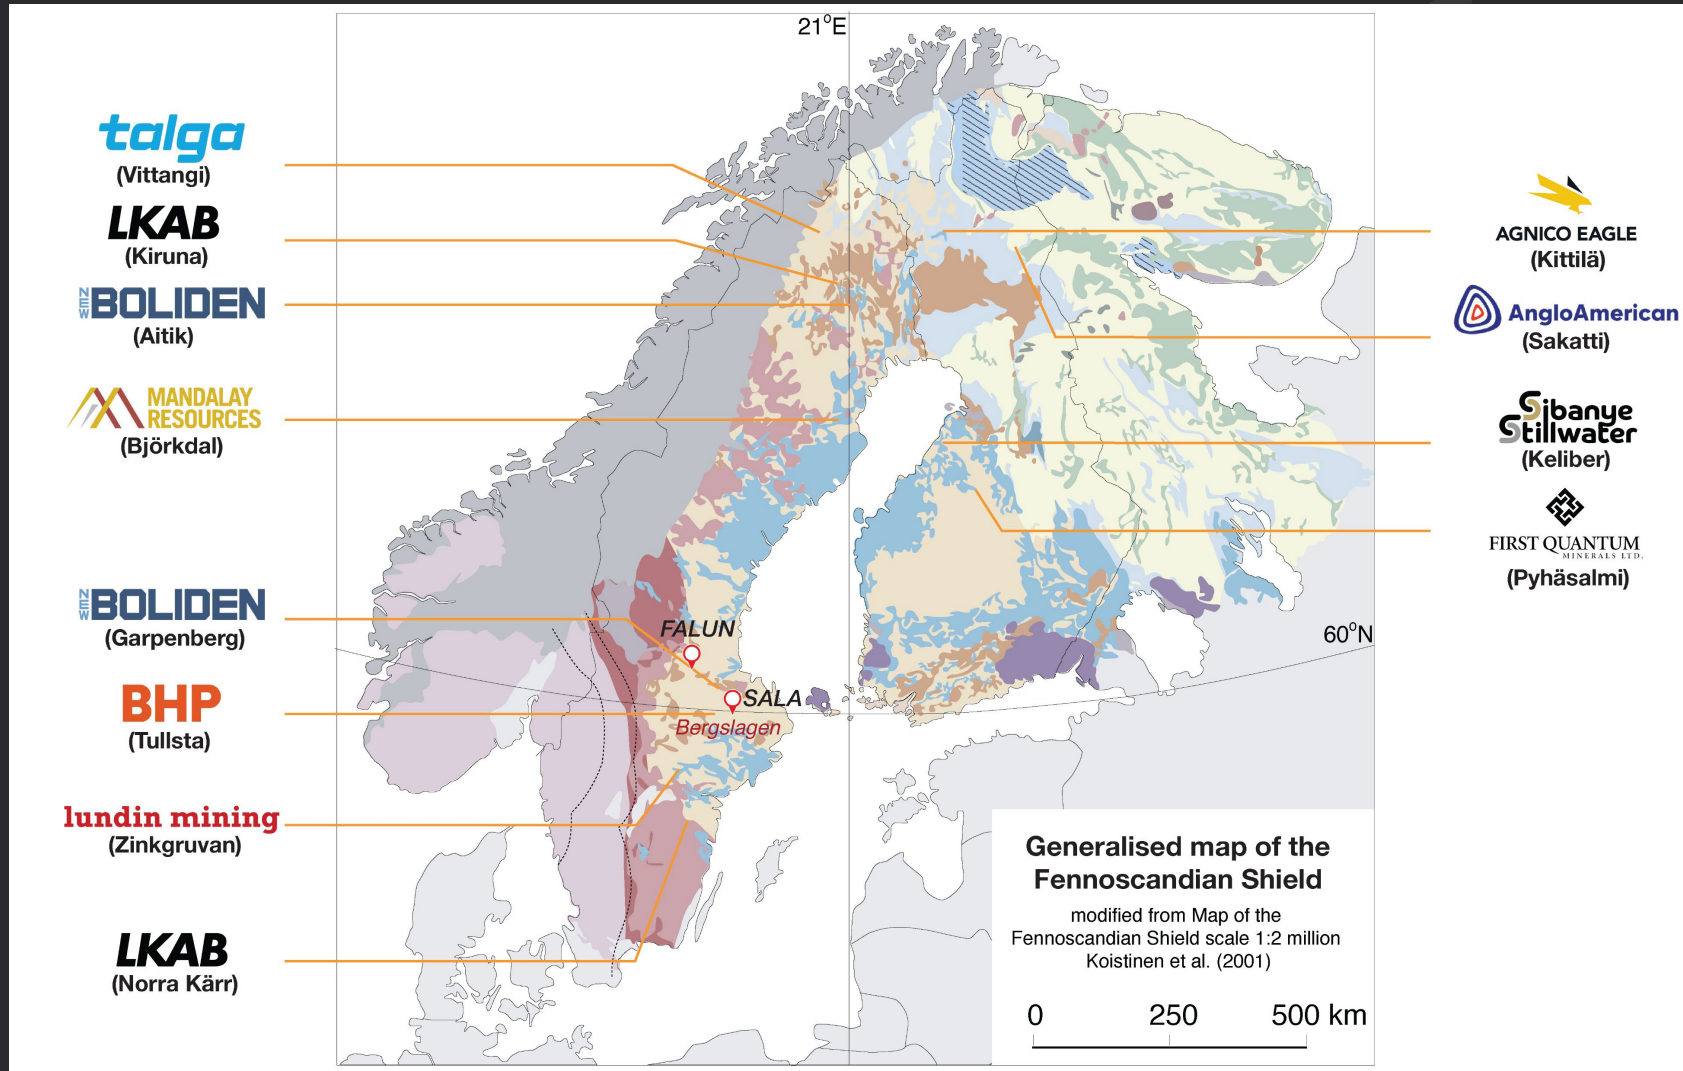 21°E
talga
(Vittangi)
LKAB
(Kiruna)
NEW BOLIDEN
(Aitik)
MANDALAY
RESOURCES
(Björkdal)
NEW BOLIDEN
(Garpenberg)
BHP
(Tullsta)
lundin mining
(Zinkgruvan)
LKAB
(Norra Kärr)
FALUN
SALA
Bergslagen
60°N
AGNICO EAGLE
(Kittilä)
AngloAmerican
(Sakatti)
Sibanye
Stillwater
(Keliber)
FIRST QUANTUM
MINERALS LTD.
(Pyhäsalmi)
Generalised map of the
Fennoscandian Shield
modified from Map of the
Fennoscandian Shield scale 1:2 million
Koistinen et al. (2001)
0 250 500 km